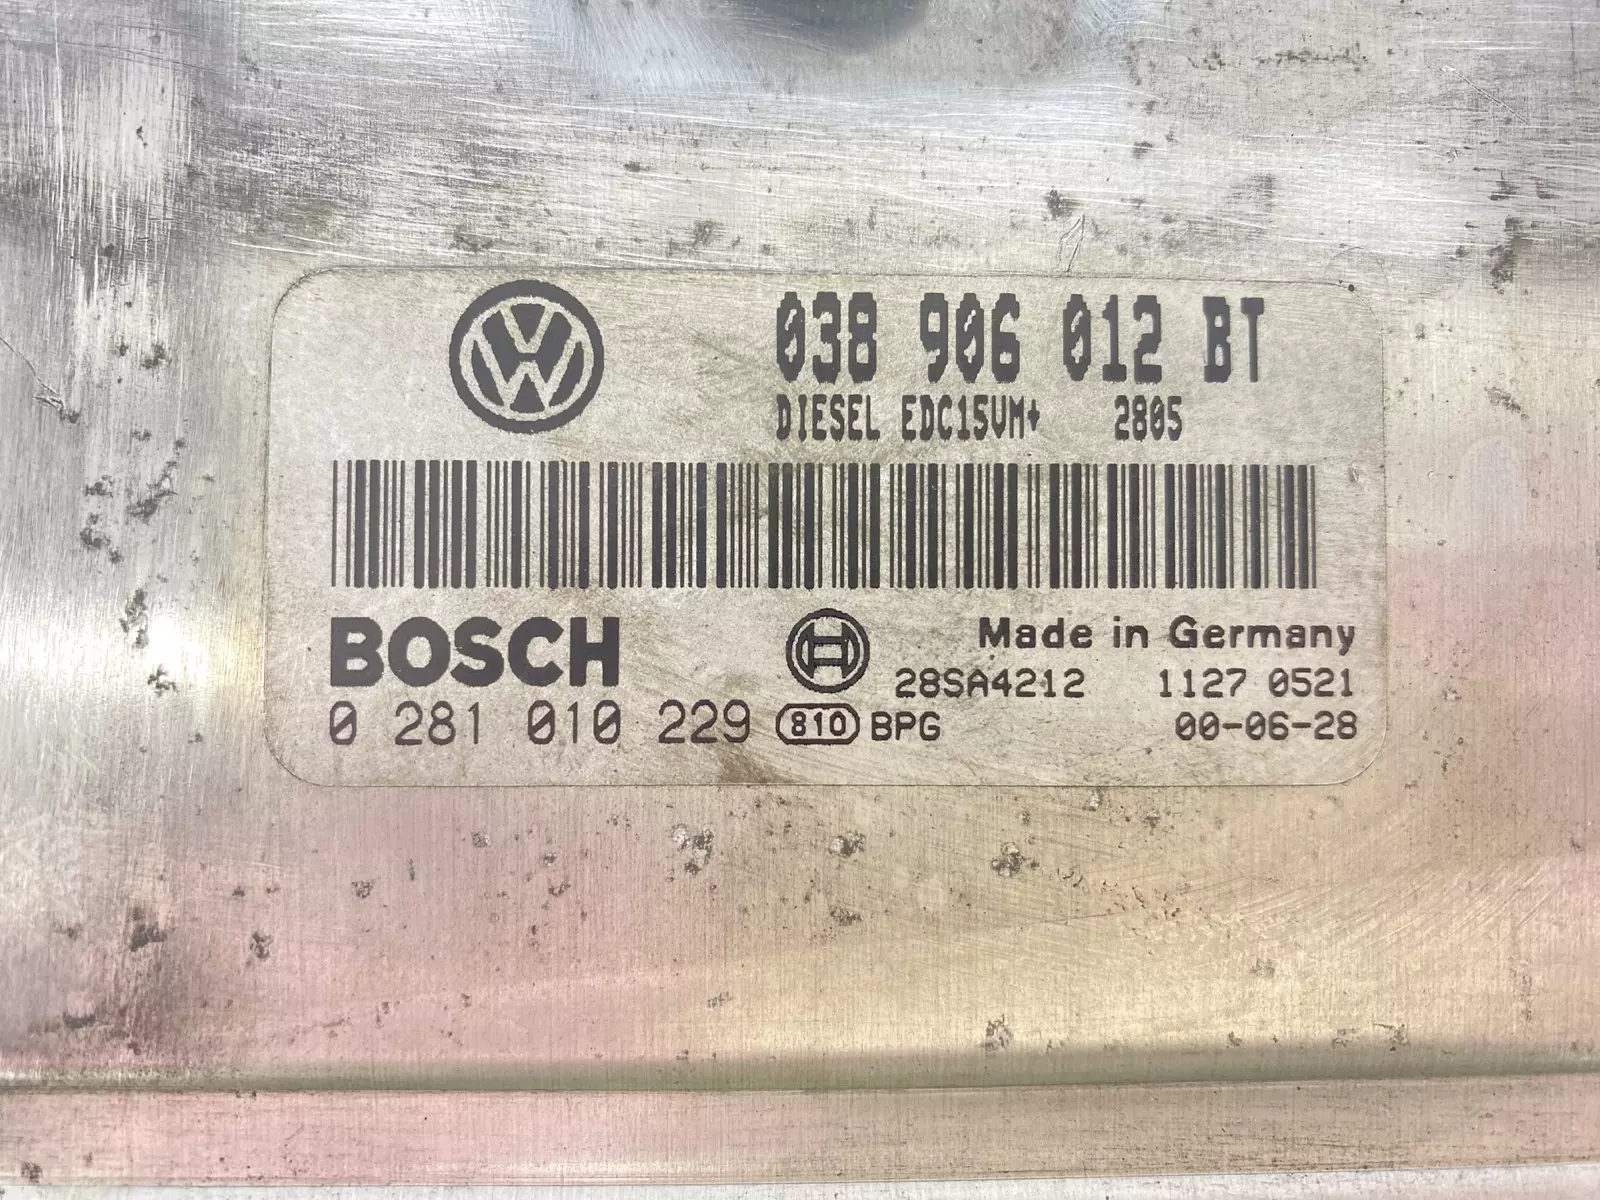 038 906 012 BT
DIESEL EDC15VM+ 2805
BOSCH
Made in Germany
28SA4212 1127 0521
0 281 010 229 810 BPG 00-06-28